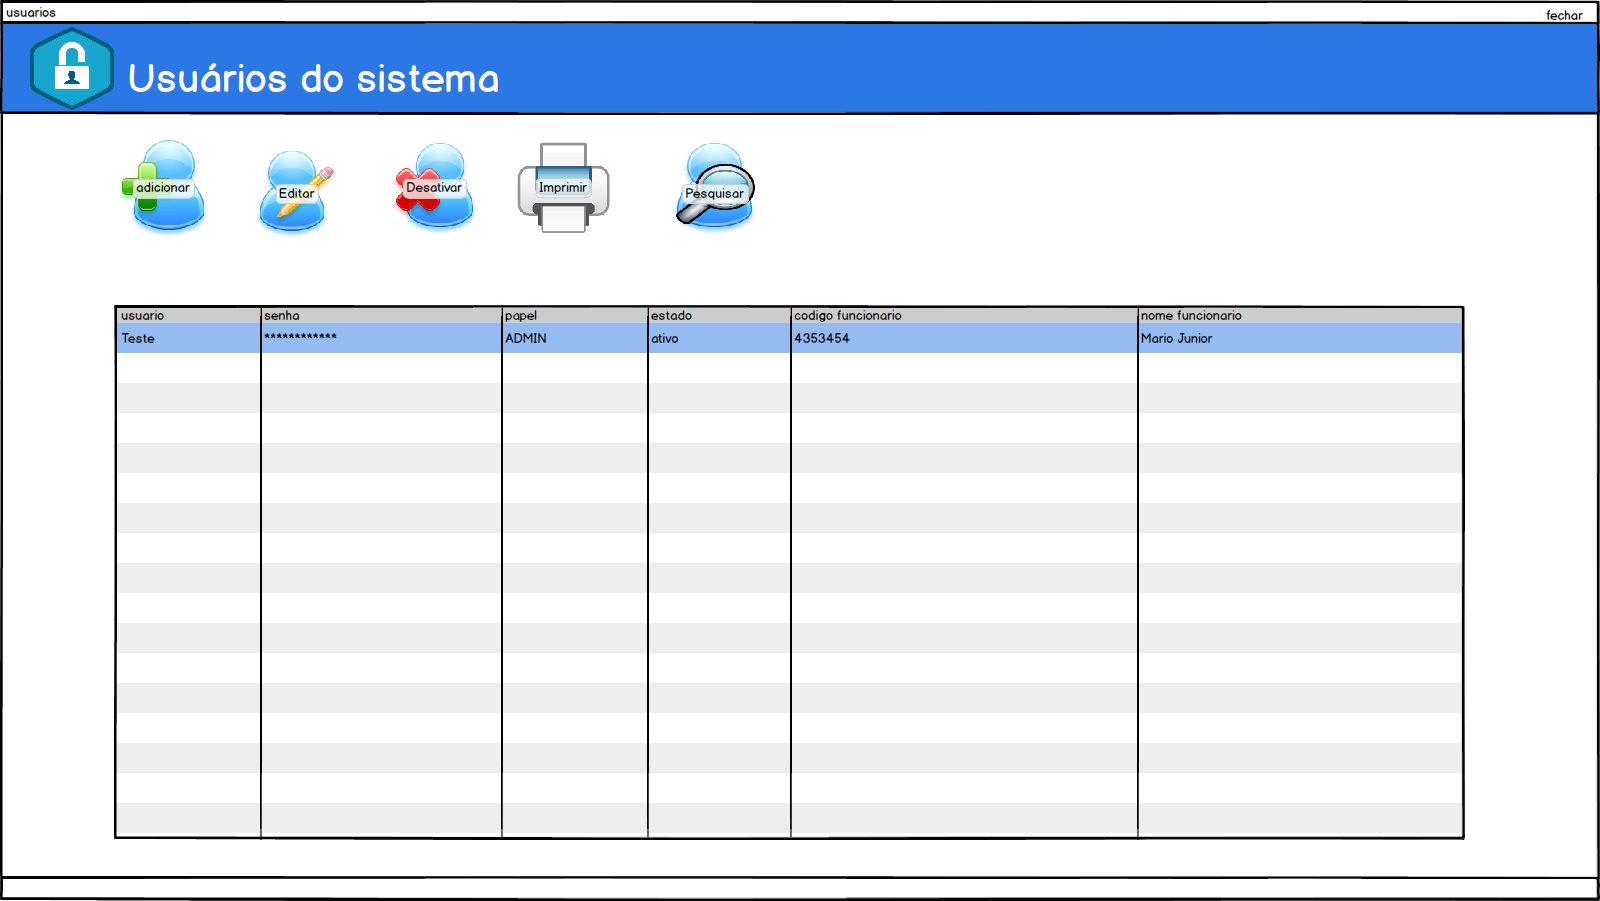 usuarios
fechar
Usuários do sistema
adicionar
Editar
Desativar
Imprimir
Pesquisar
usuario senha papel estado codigo funcionario nome funcionario
Teste ************ ADMIN ativo 4353454 Mario Junior